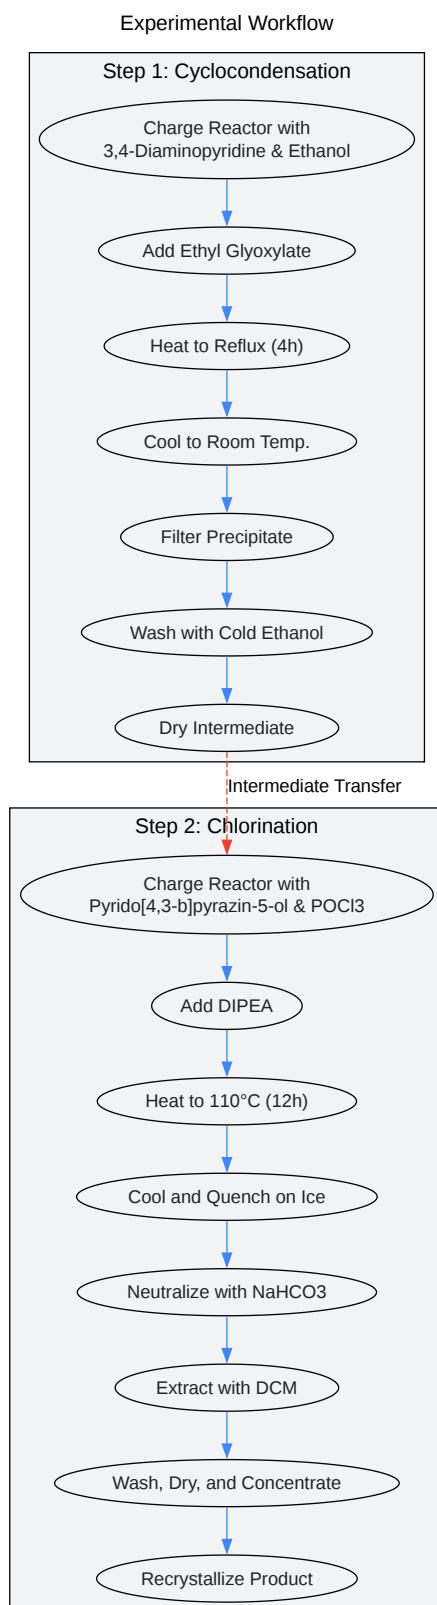 Experimental Workflow
Step 1: Cyclocondensation
Charge Reactor with
3,4-Diaminopyridine & Ethanol
Add Ethyl Glyoxylate
Heat to Reflux (4h)
Cool to Room Temp.
Filter Precipitate
Wash with Cold Ethanol
Dry Intermediate
Intermediate Transfer
Step 2: Chlorination
Charge Reactor with
Pyrido[4,3-b]pyrazin-5-ol & POCl3
Add DIPEA
Heat to 110°C (12h)
Cool and Quench on Ice
Neutralize with NaHCO3
Extract with DCM
Wash, Dry, and Concentrate
Recrystallize Product